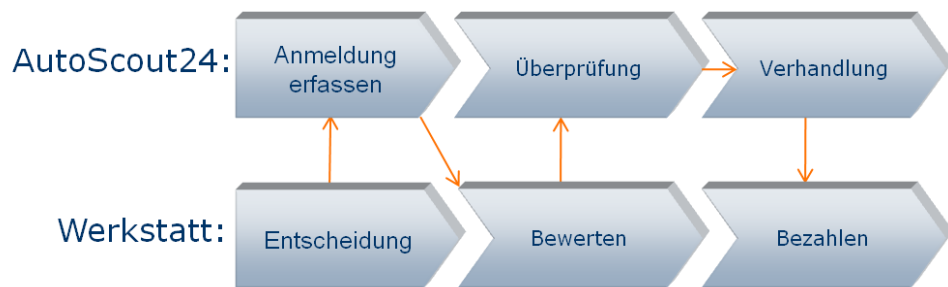 AutoScout24:
Anmeldung
erfassen
Überprüfung
Verhandlung
Werkstatt:
Entscheidung
Bewerten
Bezahlen